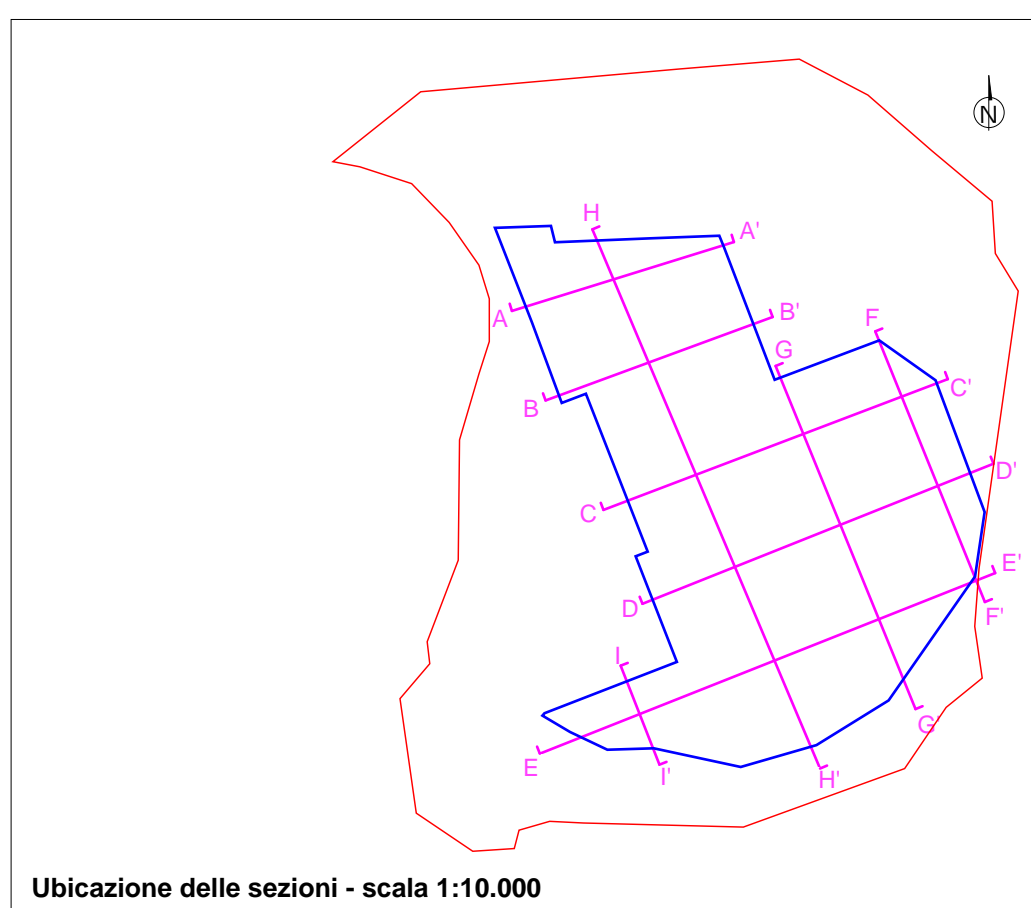 N
H
A'
A
B'
F
G
C'
B
D'
C
E'
D
F'
I
G'
E
I'
H'
Ubicazione delle sezioni - scala 1:10.000